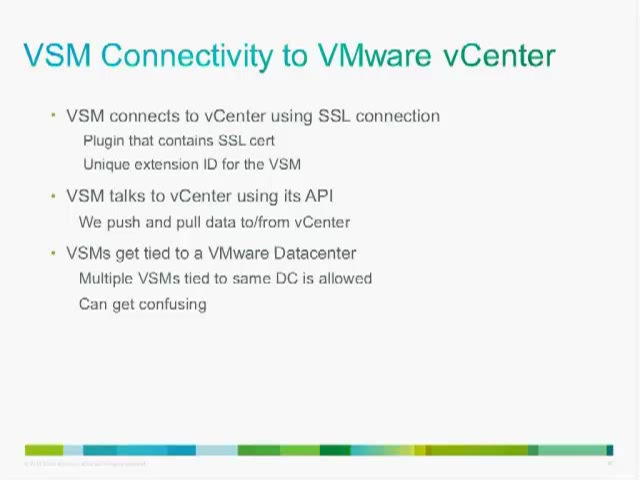 VSM Connectivity to VMware vCenter
VSM connects to vCenter using SSL connection
Plugin that contains SSL cert
Unique extension ID for the VSM
VSM talks to vCenter using its API
We push and pull data to/from vCenter
VSMs get tied to a VMware Datacenter
Multiple VSMs tied to same DC is allowed
Can get confusing